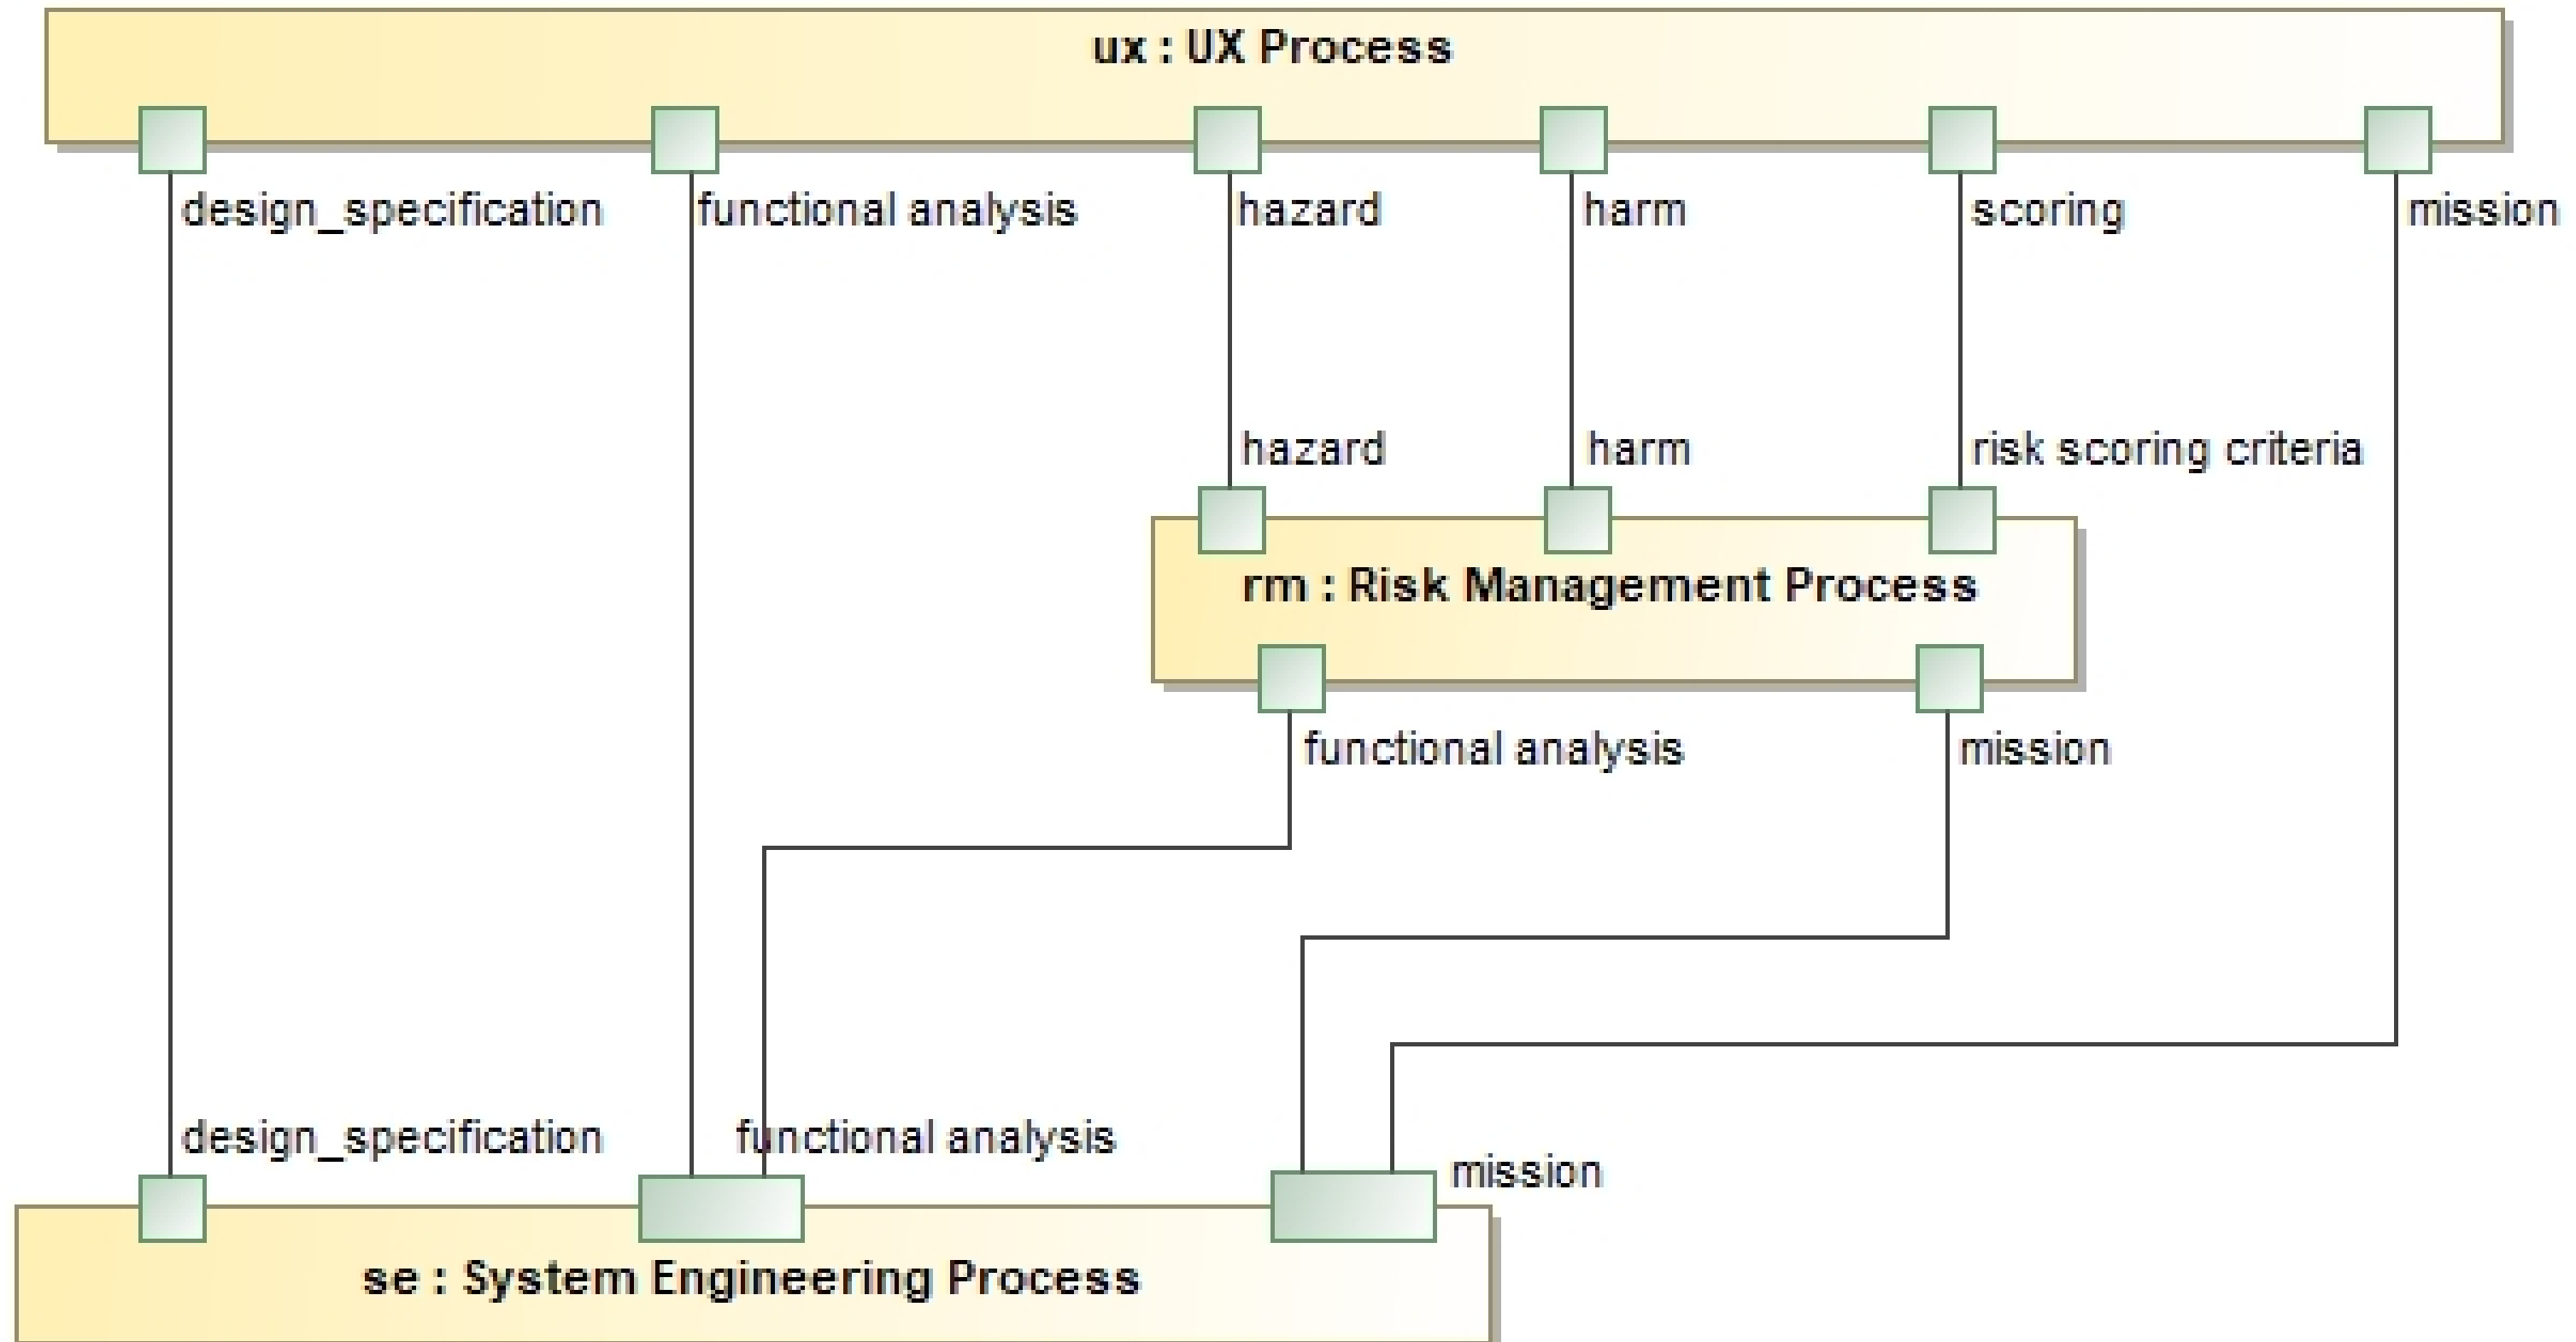 ux : UX Process
design_specification
functional analysis
hazard
harm
scoring
mission
hazard
harm
risk scoring criteria
rm : Risk Management Process
functional analysis
mission
design_specification
functional analysis
mission
se : System Engineering Process